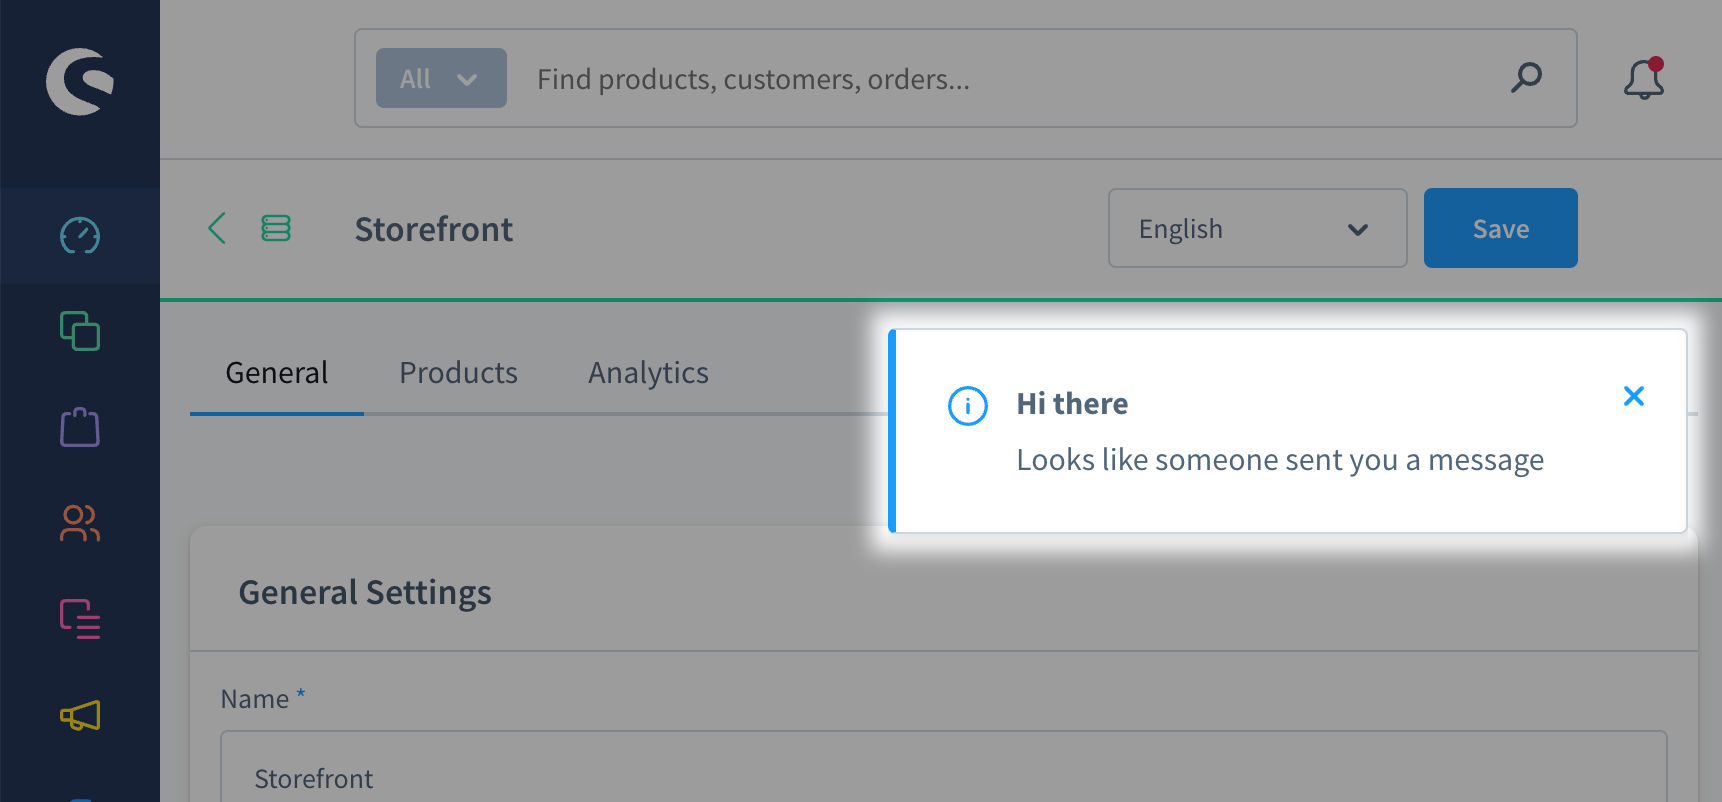 All
Find products, customers, orders...
Storefront
English
Save
General
Products
Analytics
Hi there
Looks like someone sent you a message
General Settings
Name *
Storefront